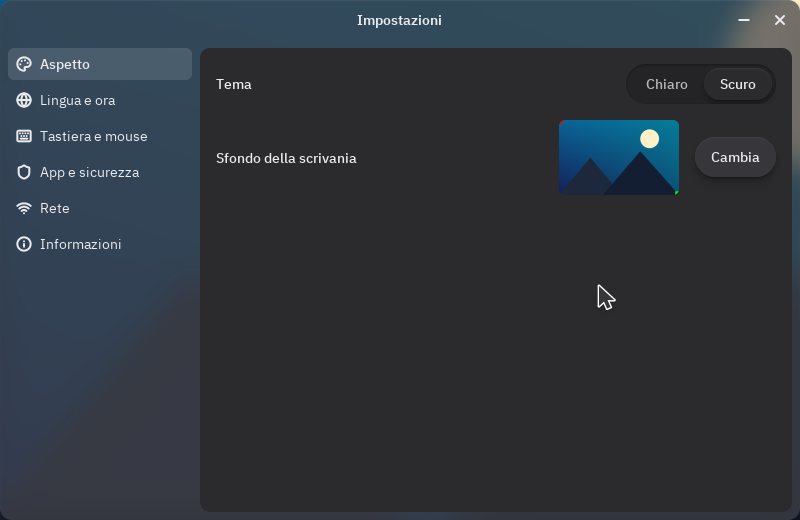 Impostazioni
Aspetto
Lingua e ora
Tastiera e mouse
App e sicurezza
Rete
Informazioni
Tema
Chiaro
Scuro
Sfondo della scrivania
Cambia